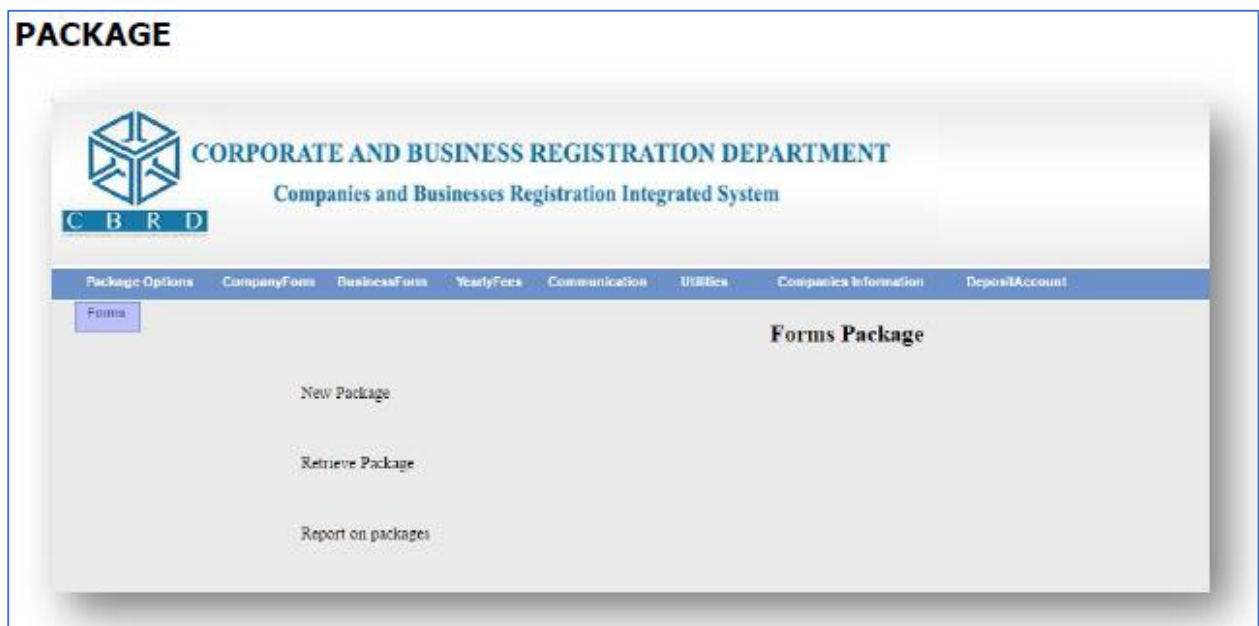 PACKAGE
CORPORATE AND BUSINESS REGISTRATION DEPARTMENT
Companies and Businesses Registration Integrated System
C B R D
Package Options CompanyForm BusinessForm YearlyFees Communication Utilities Companies Information DepositAccount
Forms
Forms Package
New Package
Retrieve Package
Report on packages